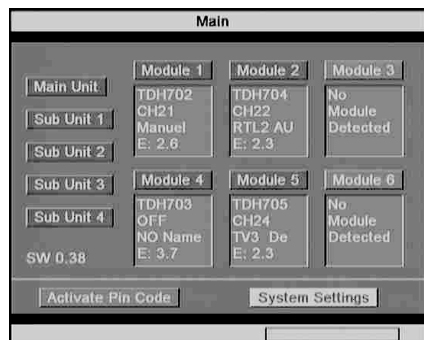 Main
Main Unit
Sub Unit 1
Sub Unit 2
Sub Unit 3
Sub Unit 4
SW 0.38
Module 1
TDH702
CH21
Manuel
E: 2.6
Module 2
TDH704
CH22
RTL2 AU
E: 2.3
Module 3
No
Module
Detected
Module 4
TDH703
OFF
NO Name
E: 3.7
Module 5
TDH705
CH24
TV3 De
E: 2.3
Module 6
No
Module
Detected
Activate Pin Code
System Settings